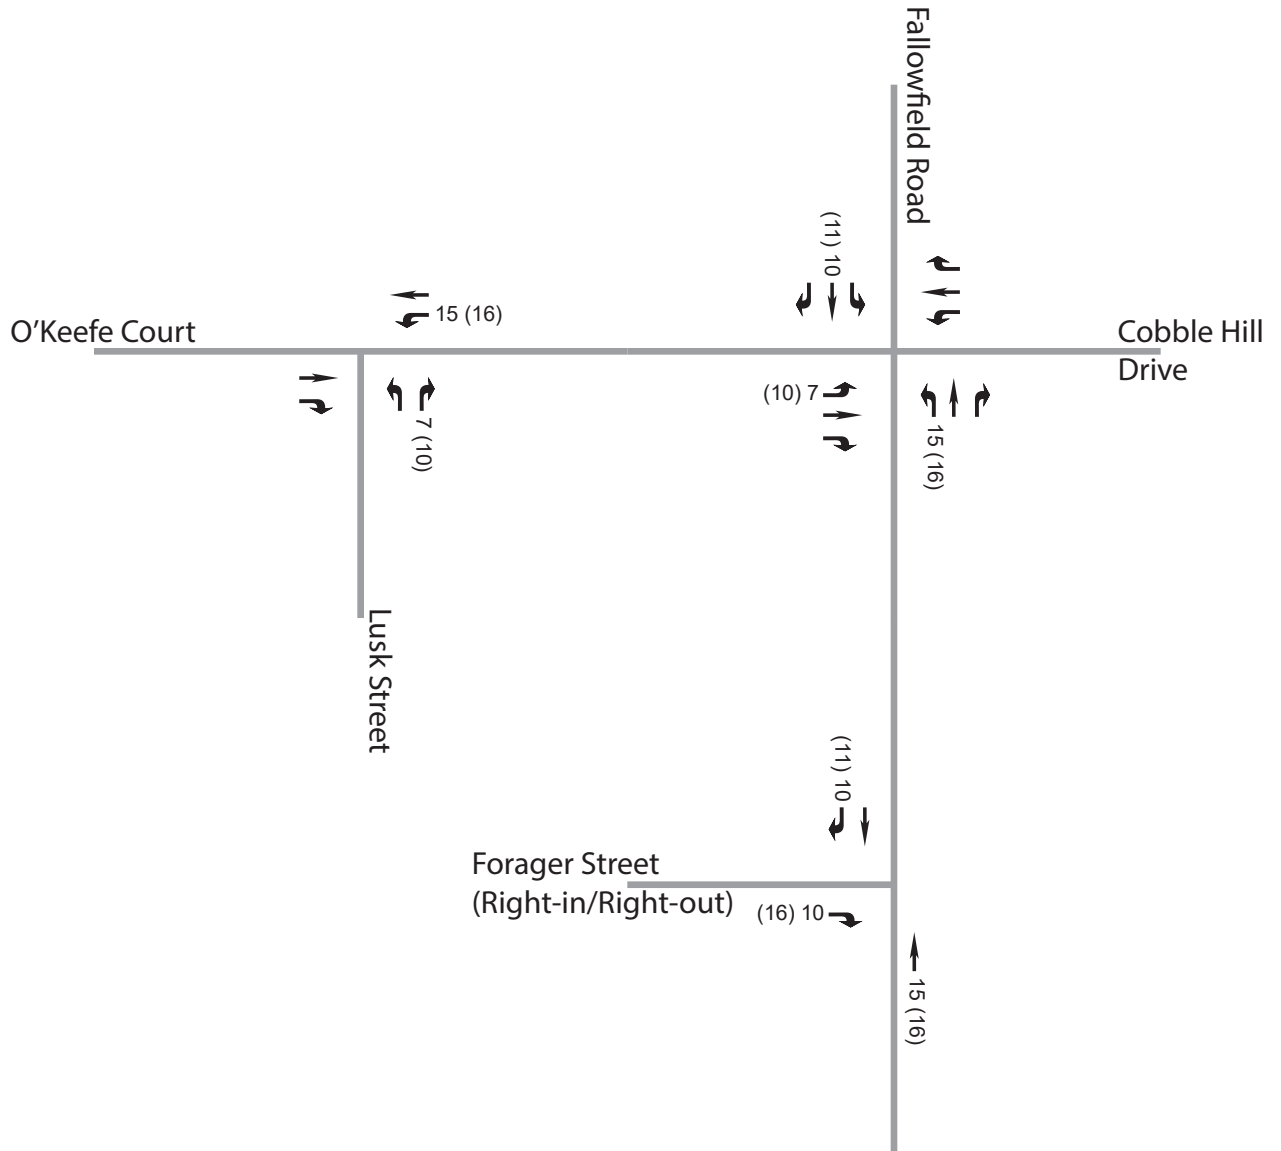 Fallowfield Road
(11) 10
O'Keefe Court
15 (16)
Cobble Hill
Drive
(10) 7
7 (10)
15 (16)
Lusk Street
(11) 10
Forager Street
(Right-in/Right-out)
(16) 10
15 (16)